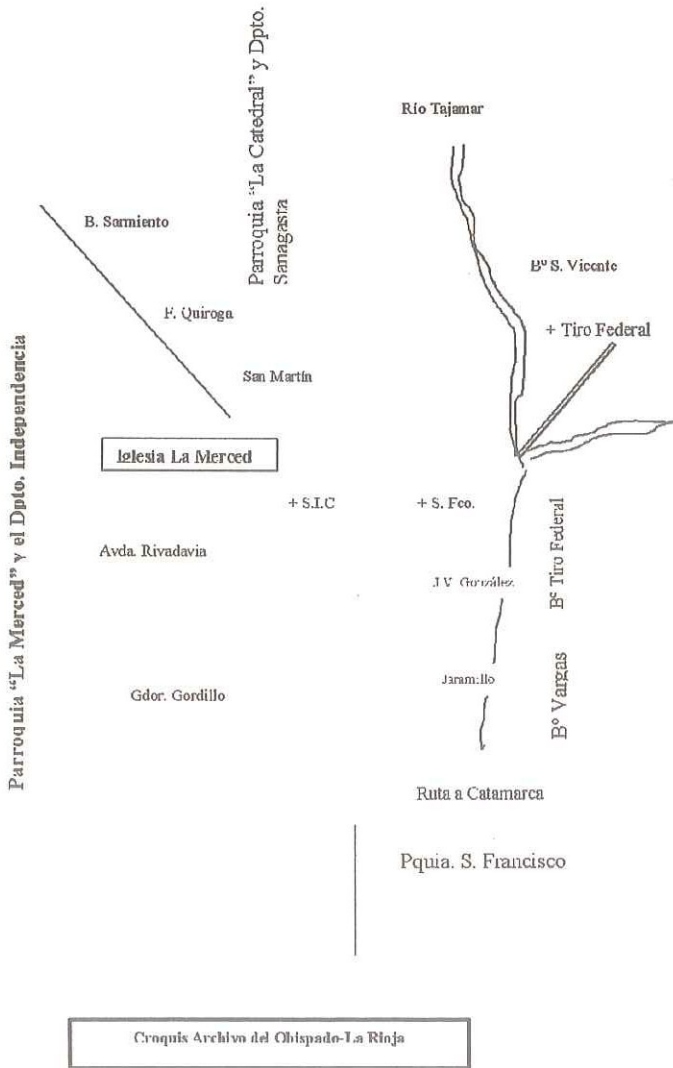 Parroquia "La Catedral" y Dpto.
Sanagasta
Río Tajamar
B. Sarmiento
Bº S. Vicente
F. Quiroga
+ Tiro Federal
San Martín
Parroquia "La Merced" y el Dpto. Independencia
Iglesia La Merced
+ S.I.C
+ S. Fco.
Avda. Rivadavia
Bº Tiro Federal
J.V. González
Jaramillo
Gdor. Gordillo
Bº Vargas
Ruta a Catamarca
Pquia. S. Francisco
Croquis Archivo del Obispado-La Rioja